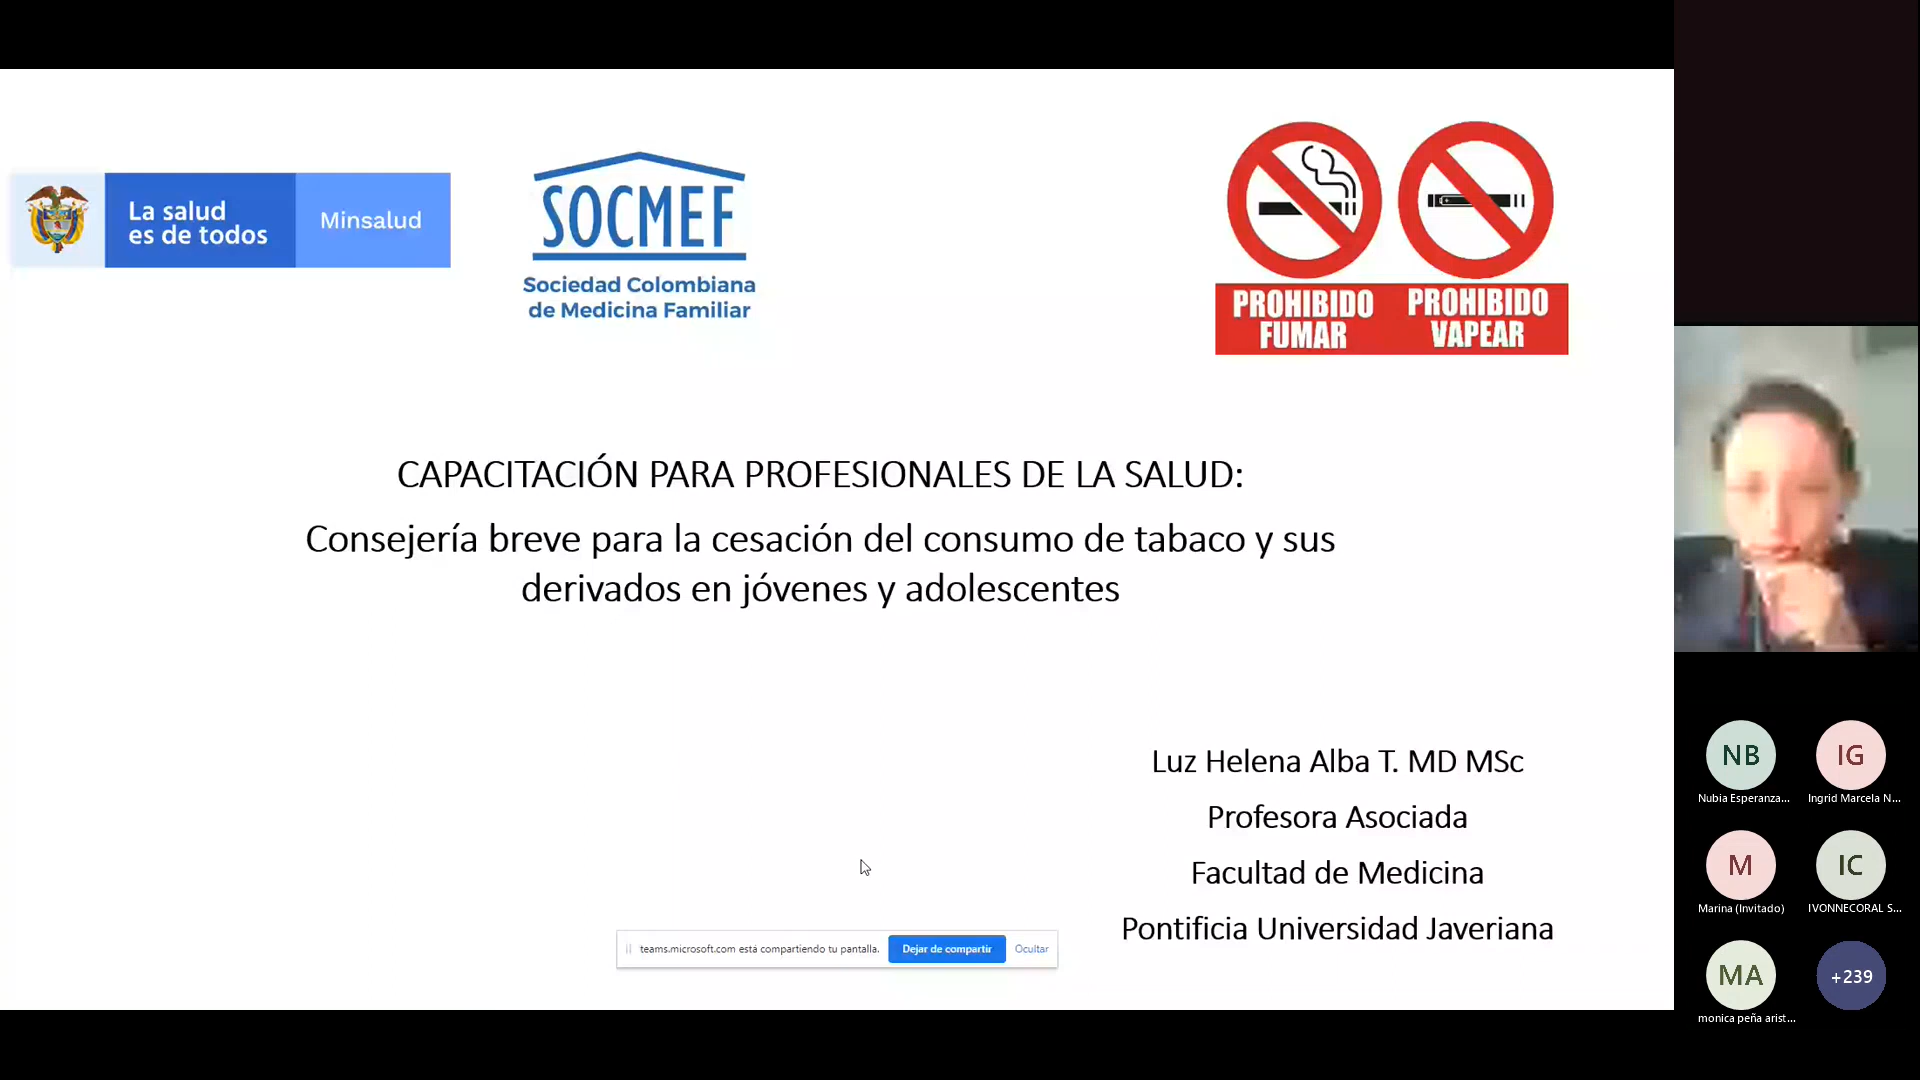 La salud
es de todos
Minsalud
SOCMEF
Sociedad Colombiana
de Medicina Familiar
PROHIBIDO
FUMAR
PROHIBIDO
VAPEAR
CAPACITACIÓN PARA PROFESIONALES DE LA SALUD:
Consejería breve para la cesación del consumo de tabaco y sus
derivados en jóvenes y adolescentes
Luz Helena Alba T. MD MSc
Profesora Asociada
Facultad de Medicina
Pontificia Universidad Javeriana
teams.microsoft.com está compartiendo tu pantalla.
Dejar de compartir
Ocultar
NB
Nubia Esperanza...
IG
Ingrid Marcela N...
M
Marina (Invitado)
IC
IVONNECORAL S...
MA
monica peña arist...
+239